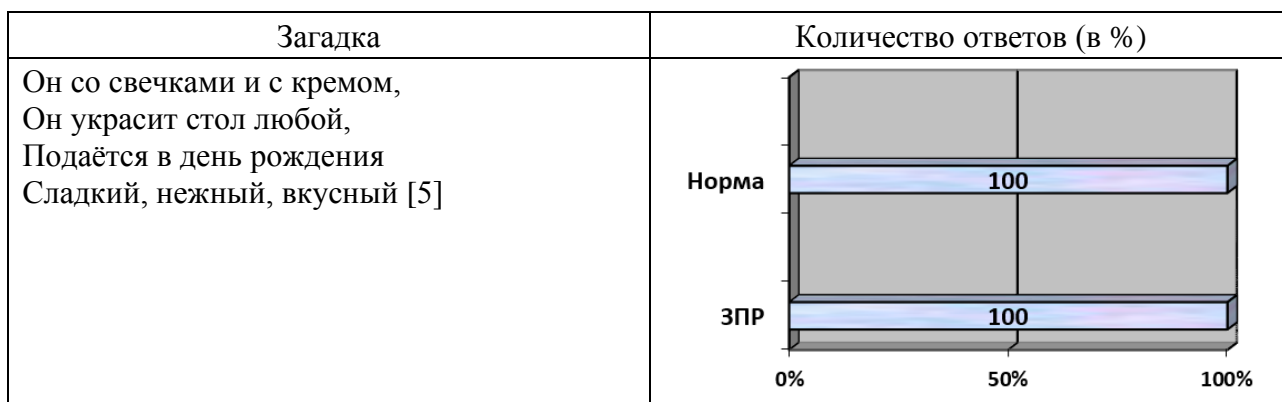 Загадка
Количество ответов (в %)
Он со свечками и с кремом,
Он украсит стол любой,
Подаётся в день рождения
Сладкий, нежный, вкусный [5]
Норма
100
ЗПР
100
0% 50% 100%